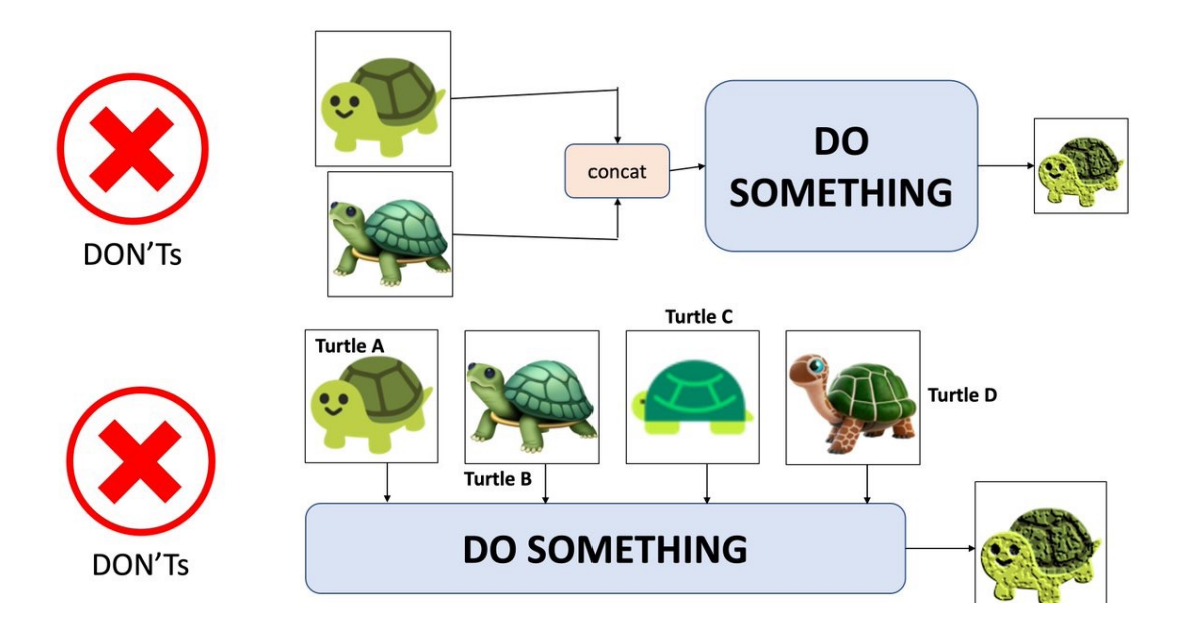 DON'Ts
concat
DO
SOMETHING
Turtle A
Turtle B
Turtle C
Turtle D
DON'Ts
DO SOMETHING